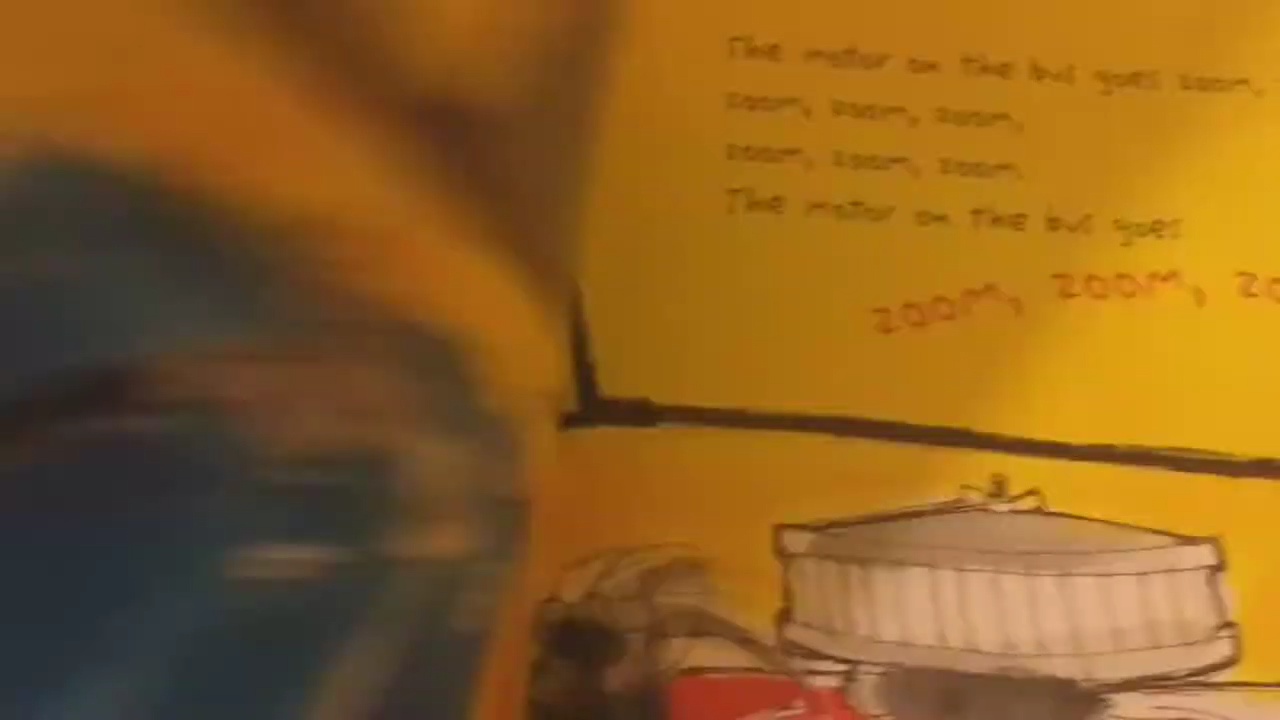 The motor on the bus goes zoom,
zoom, zoom, zoom,
zoom, zoom, zoom.
The motor on the bus goes
ZOOM, ZOOM, ZO